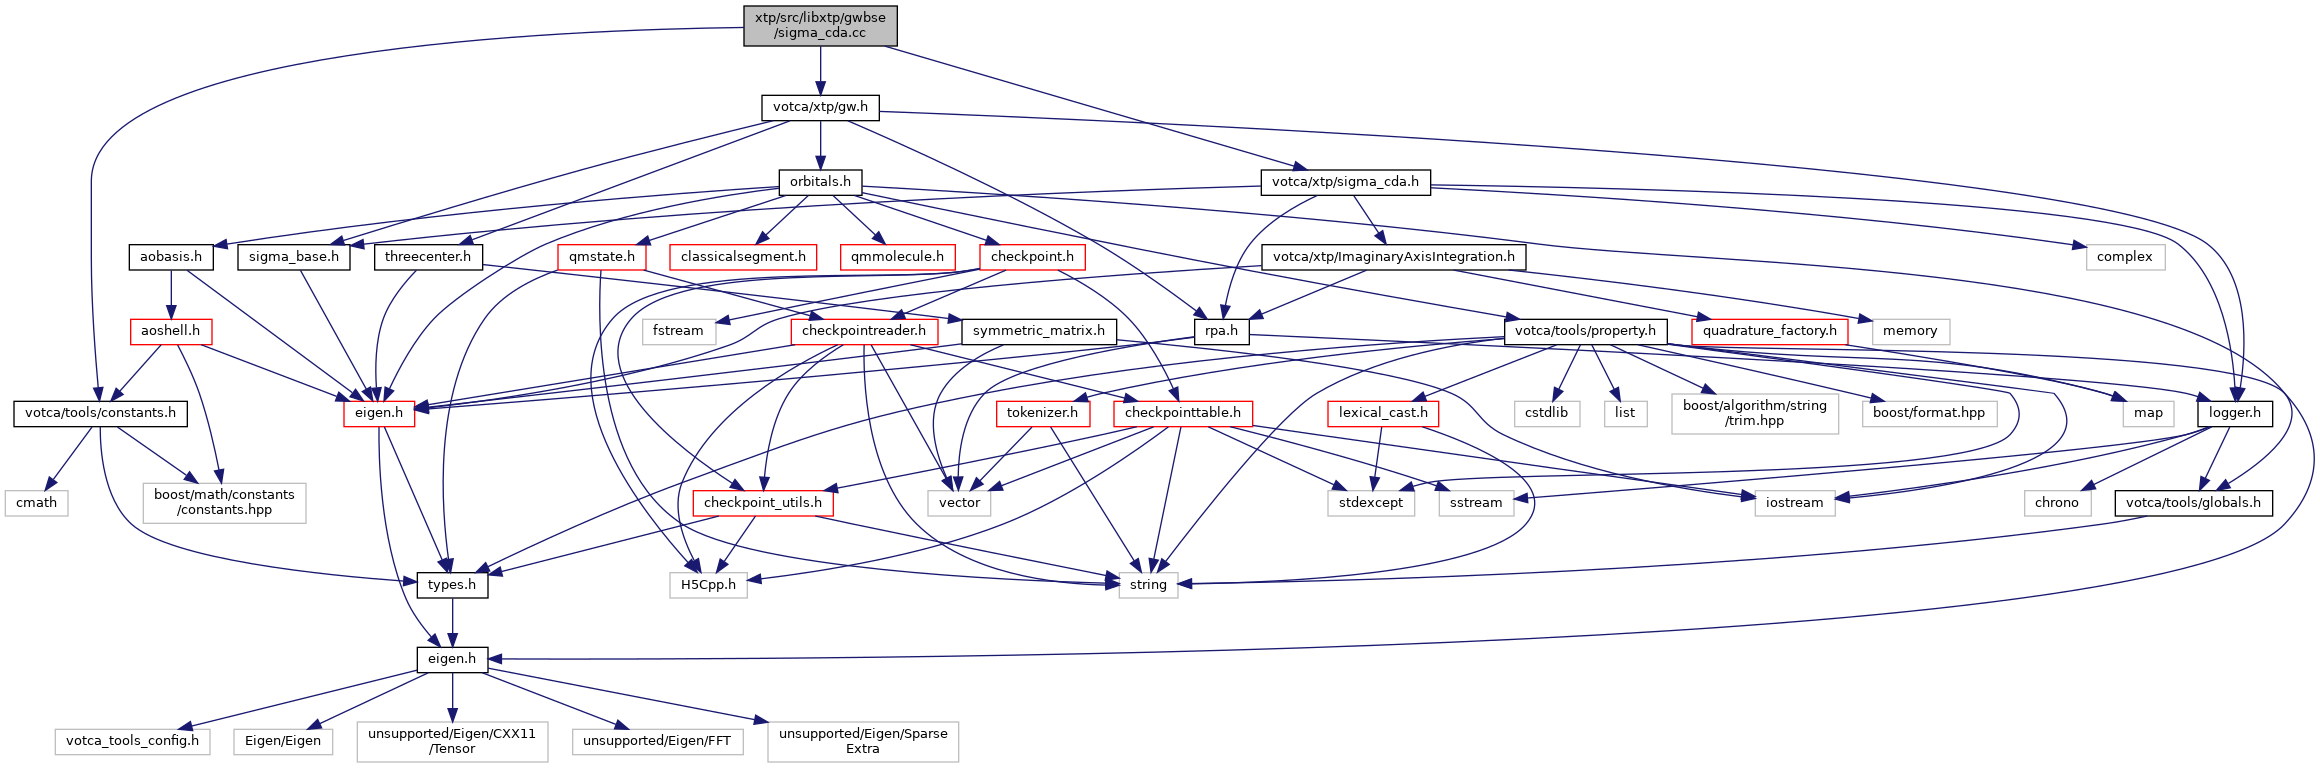 xtp/src/libxtp/gwbse
/sigma_cda.cc
votca/xtp/gw.h
orbitals.h
votca/xtp/sigma_cda.h
aobasis.h
sigma_base.h
threecenter.h
qmstate.h
classicalsegment.h
qmmolecule.h
checkpoint.h
votca/xtp/ImaginaryAxisIntegration.h
complex
aoshell.h
fstream
checkpointreader.h
symmetric_matrix.h
rpa.h
votca/tools/property.h
quadrature_factory.h
memory
votca/tools/constants.h
eigen.h
tokenizer.h
checkpointtable.h
lexical_cast.h
cstdlib
list
boost/algorithm/string
/trim.hpp
boost/format.hpp
map
logger.h
cmath
boost/math/constants
/constants.hpp
checkpoint_utils.h
vector
stdexcept
sstream
iostream
chrono
votca/tools/globals.h
types.h
H5Cpp.h
string
eigen.h
votca_tools_config.h
Eigen/Eigen
unsupported/Eigen/CXX11
/Tensor
unsupported/Eigen/FFT
unsupported/Eigen/Sparse
Extra